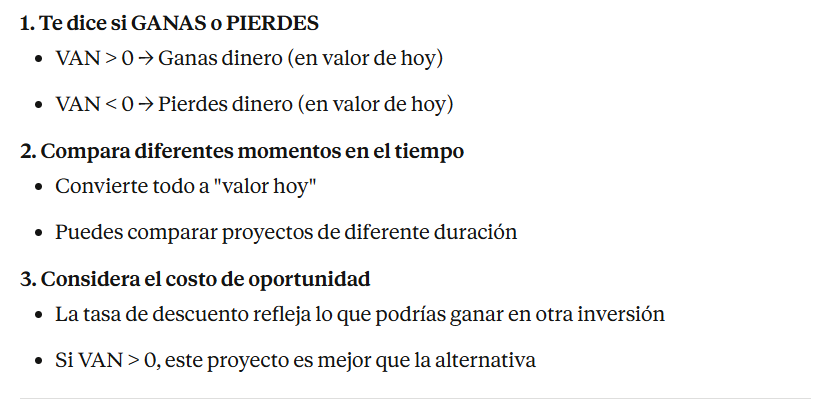 1. Te dice si GANAS o PIERDES
• VAN > 0 → Ganas dinero (en valor de hoy)
• VAN < 0 → Pierdes dinero (en valor de hoy)
2. Compara diferentes momentos en el tiempo
• Convierte todo a "valor hoy"
• Puedes comparar proyectos de diferente duración
3. Considera el costo de oportunidad
• La tasa de descuento refleja lo que podrías ganar en otra inversión
• Si VAN > 0, este proyecto es mejor que la alternativa